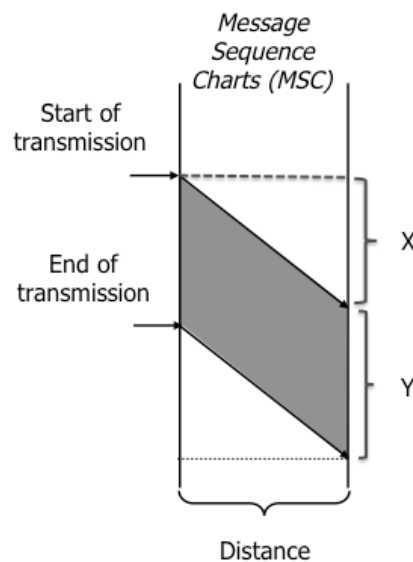 Message
Sequence
Charts (MSC)
Start of
transmission
X
End of
transmission
Y
Distance